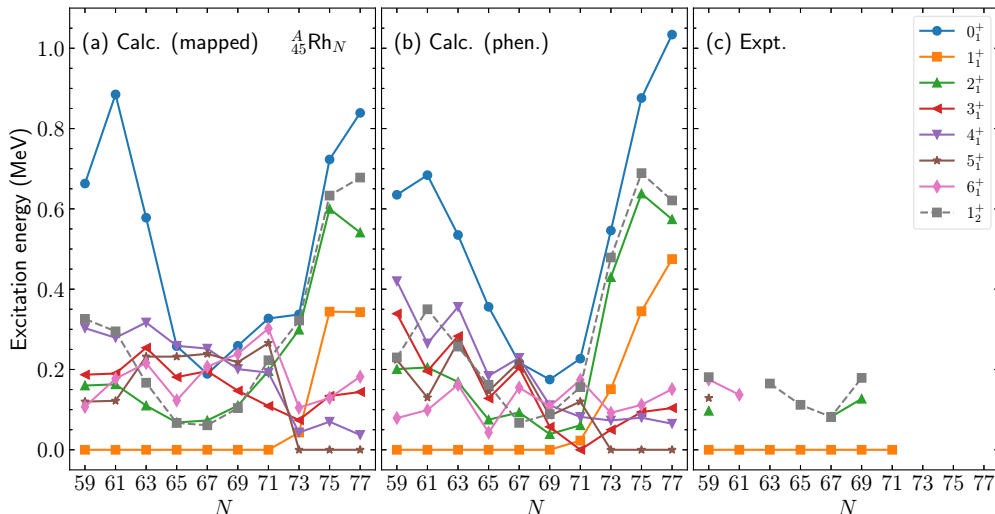 (a) Calc. (mapped) $^{A}_{45}$Rh$_{N}$
(b) Calc. (phen.)
(c) Expt.
Excitation energy (MeV)
1.0
0.8
0.6
0.4
0.2
0.0
59 61 63 65 67 69 71 73 75 77
59 61 63 65 67 69 71 73 75 77
59 61 63 65 67 69 71 73 75 77
N
N
N
$0^{+}_{1}$
$1^{+}_{1}$
$2^{+}_{1}$
$3^{+}_{1}$
$4^{+}_{1}$
$5^{+}_{1}$
$6^{+}_{1}$
$1^{+}_{2}$